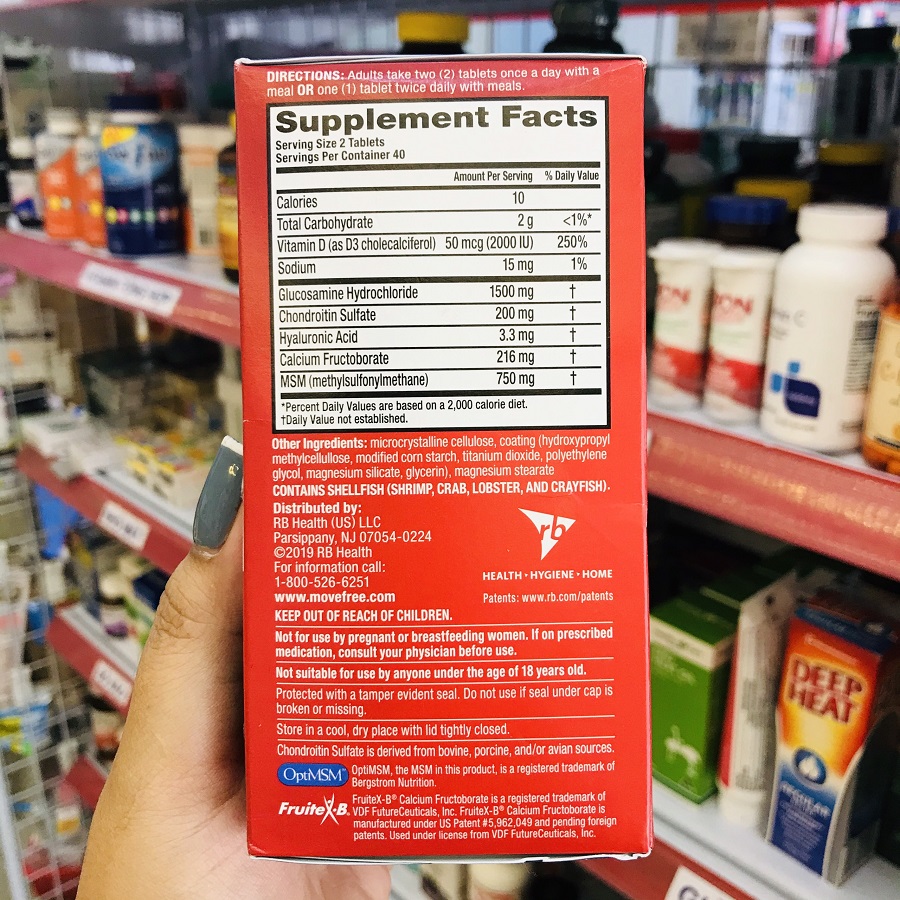 DIRECTIONS: Adults take two (2) tablets once a day with a
meal OR one (1) tablet twice daily with meals.
Supplement Facts
Serving Size 2 Tablets
Servings Per Container 40
Amount Per Serving % Daily Value
Calories 10
Total Carbohydrate 2 g <1%*
Vitamin D (as D3 cholecalciferol) 50 mcg (2000 IU) 250%
Sodium 15 mg 1%
Glucosamine Hydrochloride 1500 mg †
Chondroitin Sulfate 200 mg †
Hyaluronic Acid 3.3 mg †
Calcium Fructoborate 216 mg †
MSM (methylsulfonylmethane) 750 mg †
*Percent Daily Values are based on a 2,000 calorie diet.
†Daily Value not established.
Other Ingredients: microcrystalline cellulose, coating (hydroxypropyl
methylcellulose, modified corn starch, titanium dioxide, polyethylene
glycol, magnesium silicate, glycerin), magnesium stearate
CONTAINS SHELLFISH (SHRIMP, CRAB, LOBSTER, AND CRAYFISH).
Distributed by:
RB Health (US) LLC
Parsippany, NJ 07054-0224
©2019 RB Health
For information call:
1-800-526-6251
www.movefree.com
rb
HEALTH • HYGIENE • HOME
Patents: www.rb.com/patents
KEEP OUT OF REACH OF CHILDREN.
Not for use by pregnant or breastfeeding women. If on prescribed
medication, consult your physician before use.
Not suitable for use by anyone under the age of 18 years old.
Protected with a tamper evident seal. Do not use if seal under cap is
broken or missing.
Store in a cool, dry place with lid tightly closed.
Chondroitin Sulfate is derived from bovine, porcine, and/or avian sources.
OptiMSM® OptiMSM, the MSM in this product, is a registered trademark of
Bergstrom Nutrition.
FruiteX-B® FruiteX-B® Calcium Fructoborate is a registered trademark of
VDF FutureCeuticals, Inc. FruiteX-B® Calcium Fructoborate is
manufactured under US Patent #5,962,049 and pending foreign
patents. Used under license from VDF FutureCeuticals, Inc.
DEEP
HEAT
REGULAR